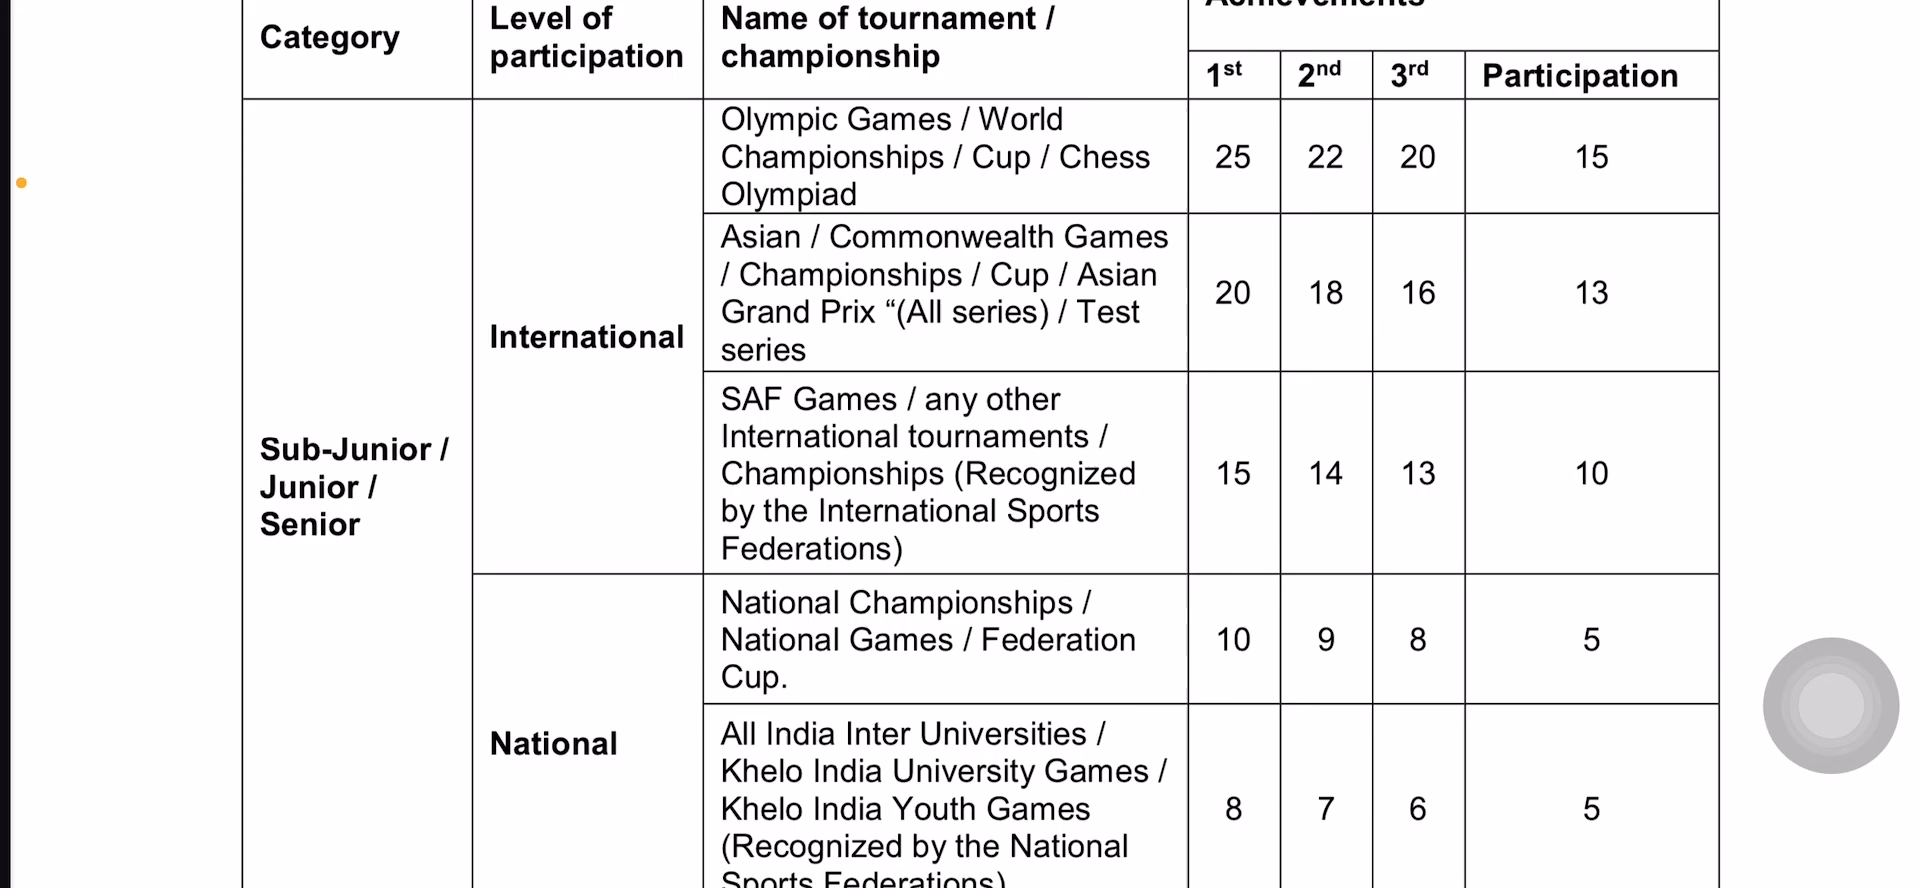 Achievements
Category
Level of
participation
Name of tournament /
championship
1st
2nd
3rd
Participation
Sub-Junior /
Junior /
Senior
International
Olympic Games / World
Championships / Cup / Chess
Olympiad
25
22
20
15
Asian / Commonwealth Games
/ Championships / Cup / Asian
Grand Prix “(All series) / Test
series
20
18
16
13
SAF Games / any other
International tournaments /
Championships (Recognized
by the International Sports
Federations)
15
14
13
10
National
National Championships /
National Games / Federation
Cup.
10
9
8
5
All India Inter Universities /
Khelo India University Games /
Khelo India Youth Games
(Recognized by the National
Sports Federations)
8
7
6
5